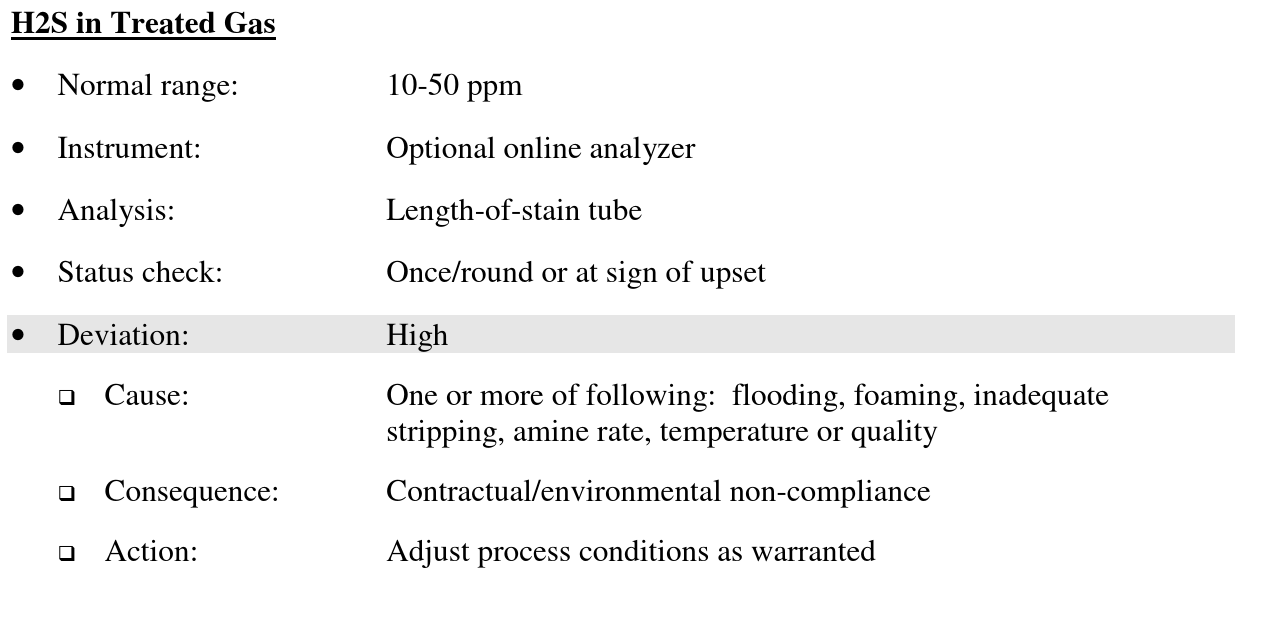 H2S in Treated Gas
• Normal range: 10-50 ppm
• Instrument: Optional online analyzer
• Analysis: Length-of-stain tube
• Status check: Once/round or at sign of upset
• Deviation: High
❑ Cause: One or more of following:  flooding, foaming, inadequate
stripping, amine rate, temperature or quality
❑ Consequence: Contractual/environmental non-compliance
❑ Action: Adjust process conditions as warranted